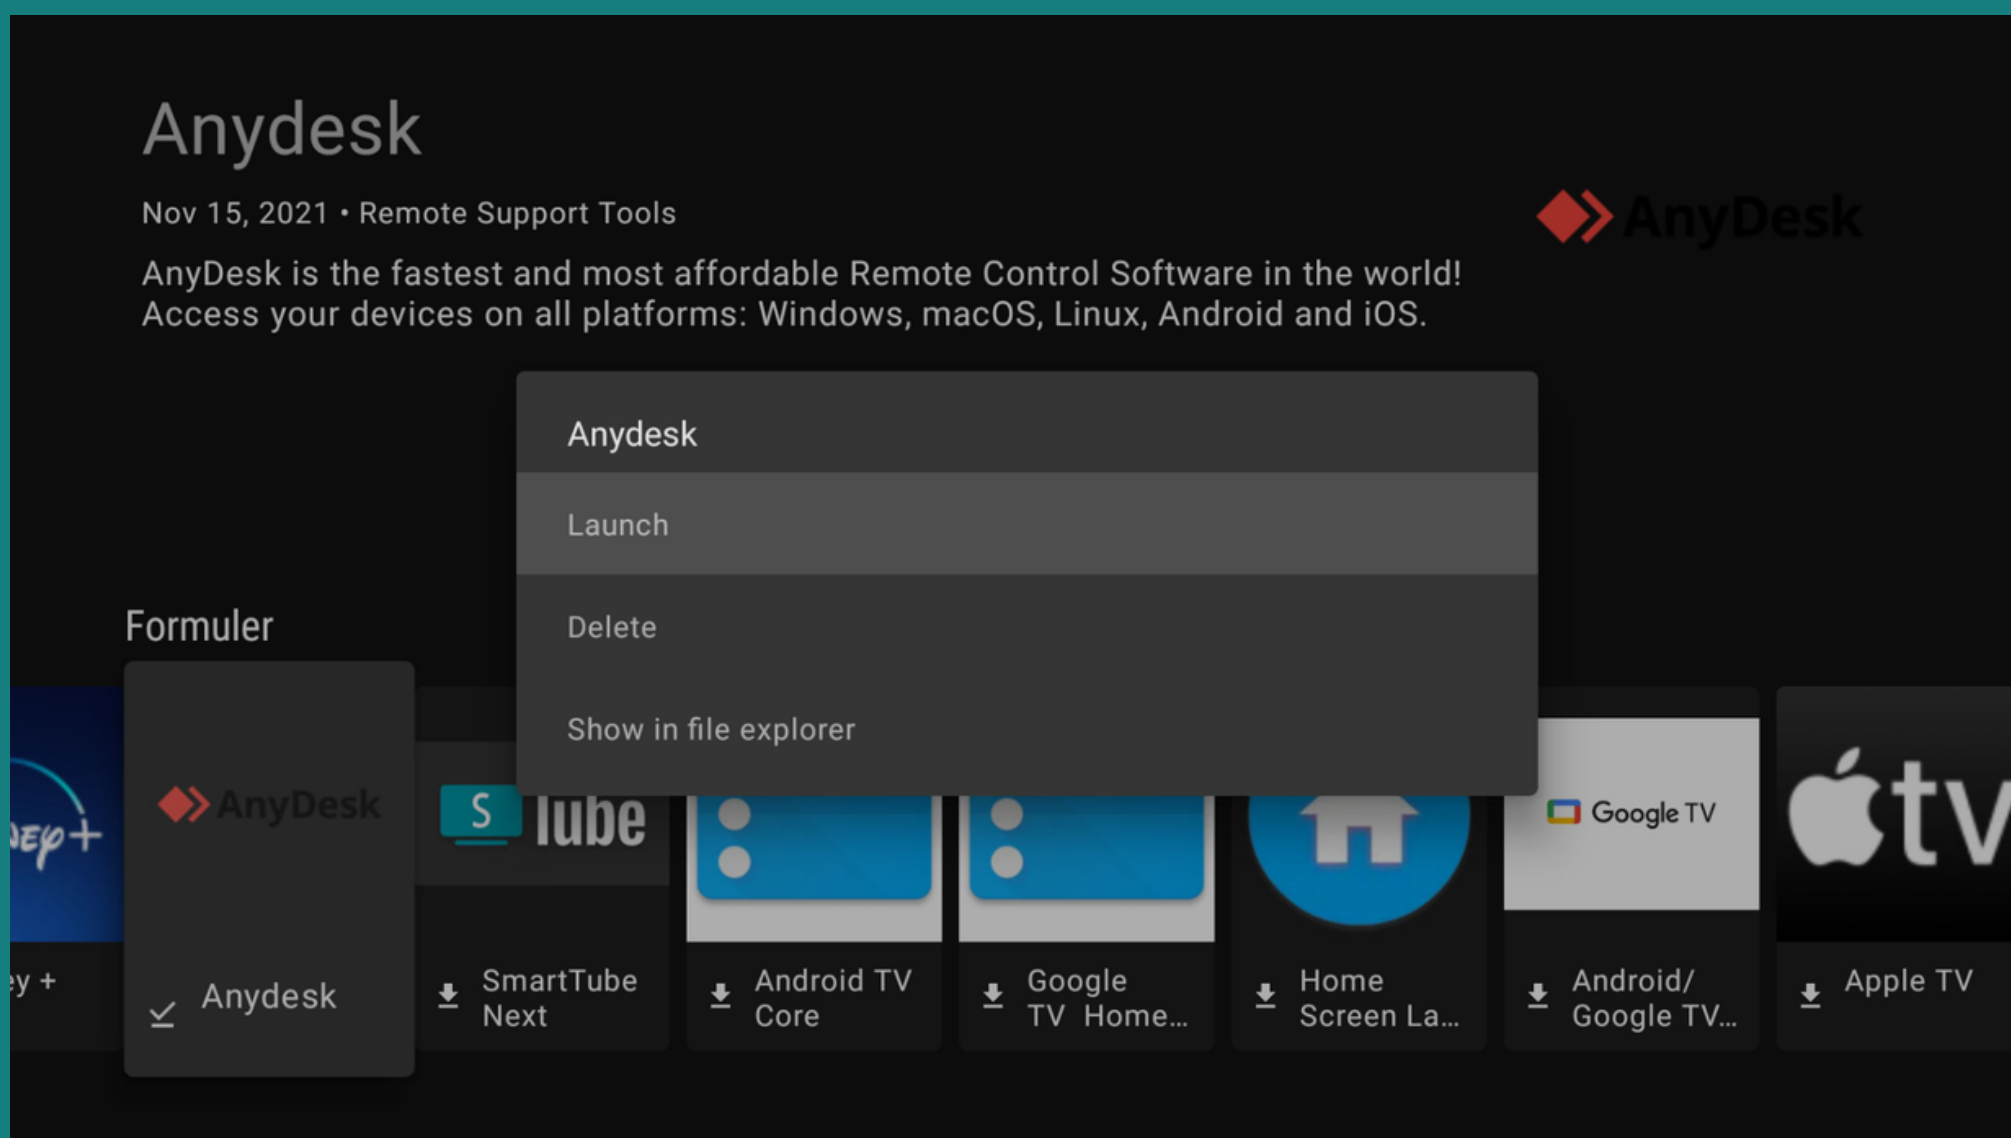 Anydesk
Nov 15, 2021 • Remote Support Tools
AnyDesk
AnyDesk is the fastest and most affordable Remote Control Software in the world!
Access your devices on all platforms: Windows, macOS, Linux, Android and iOS.
Anydesk
Launch
Delete
Show in file explorer
Formuler
AnyDesk
S Tube
Google TV
tv
ey +
Anydesk
SmartTube
Next
Android TV
Core
Google
TV Home...
Home
Screen La...
Android/
Google TV...
Apple TV